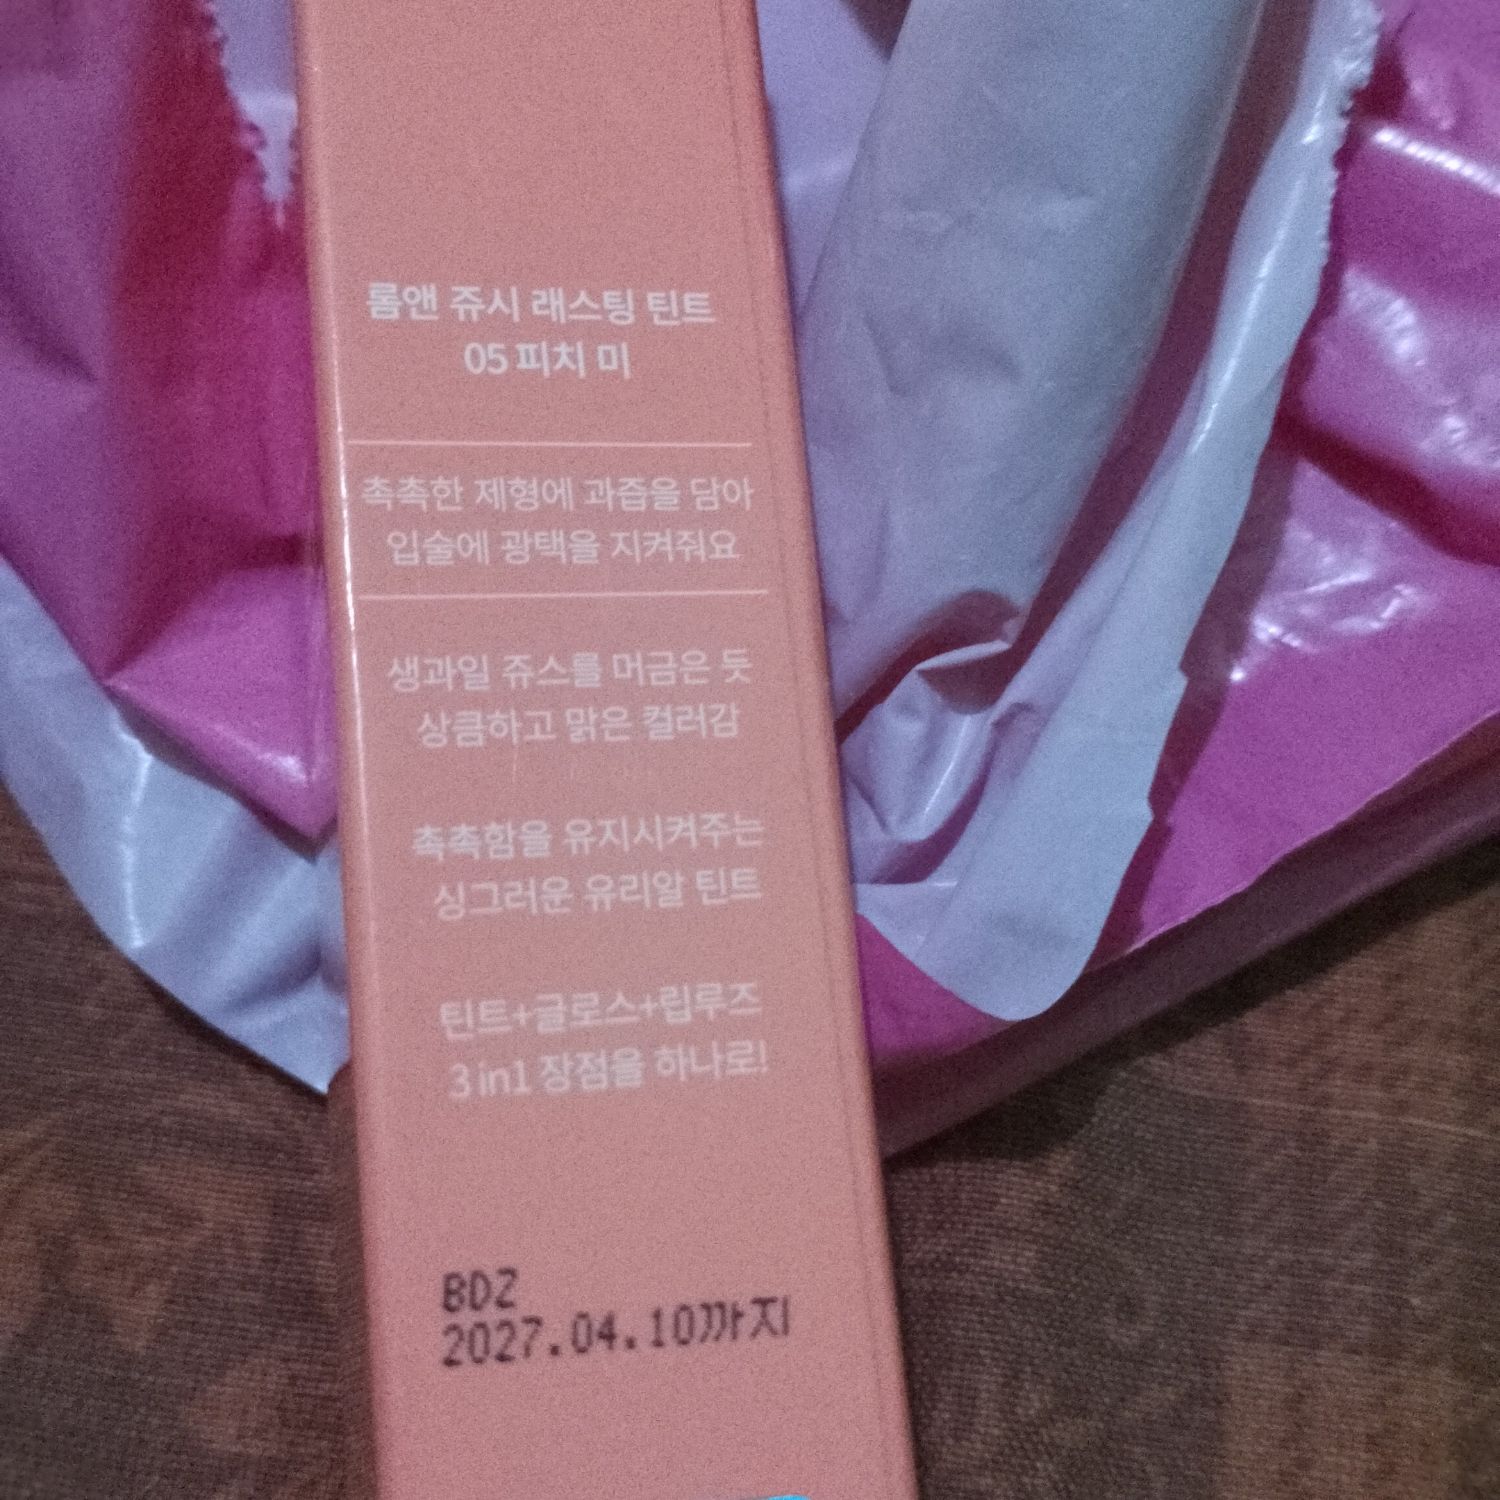 롬앤 쥬시 래스팅 틴트
05 피치 미
촉촉한 제형에 과즙을 담아
입술에 광택을 지켜줘요
생과일 쥬스를 머금은 듯
상큼하고 맑은 컬러감
촉촉함을 유지시켜주는
싱그러운 유리알 틴트
틴트+글로스+립루즈
3 in1 장점을 하나로!
BDZ
2027.04.10까지